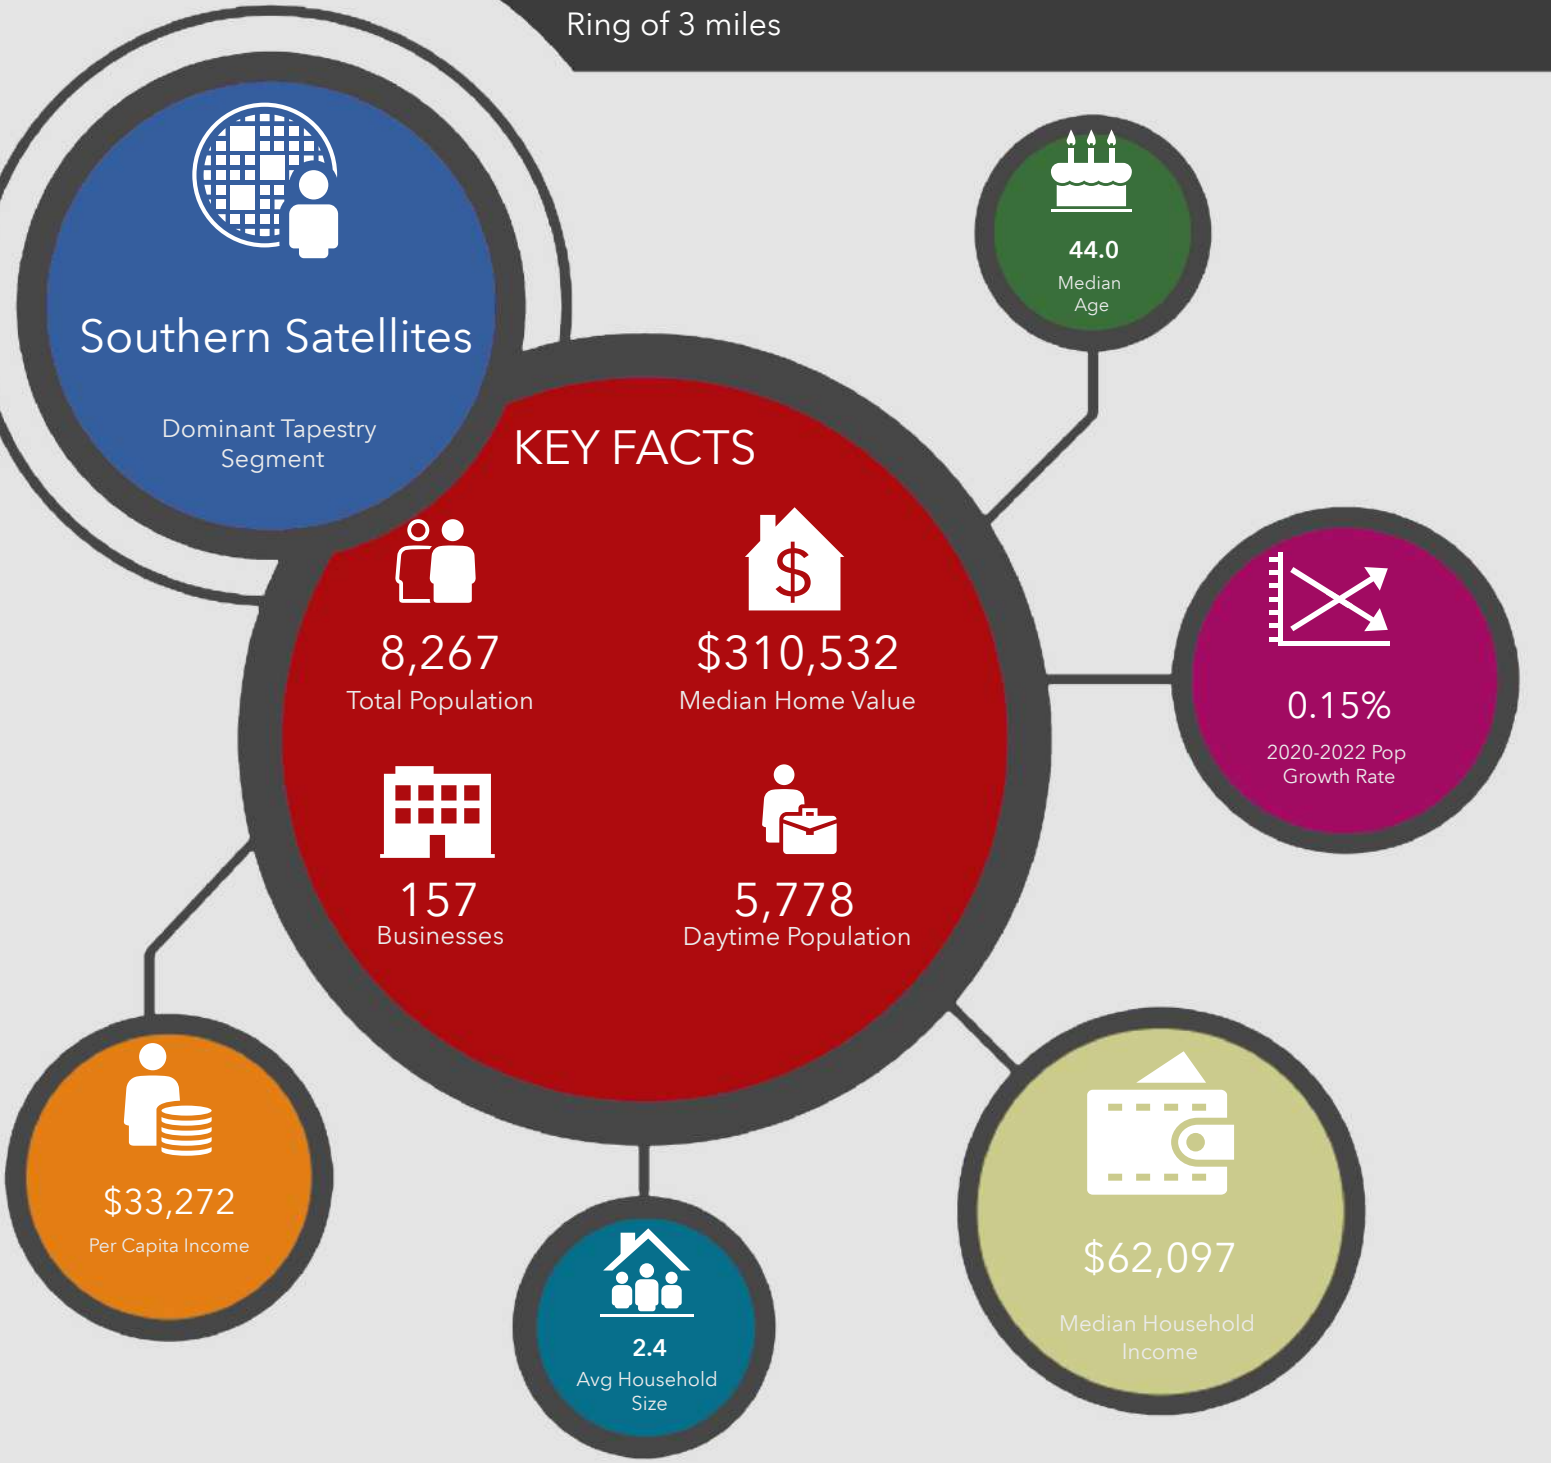 Ring of 3 miles
Southern Satellites
Dominant Tapestry
Segment
44.0
Median
Age
KEY FACTS
8,267
Total Population
$310,532
Median Home Value
157
Businesses
5,778
Daytime Population
0.15%
2020-2022 Pop
Growth Rate
$33,272
Per Capita Income
2.4
Avg Household
Size
$62,097
Median Household
Income